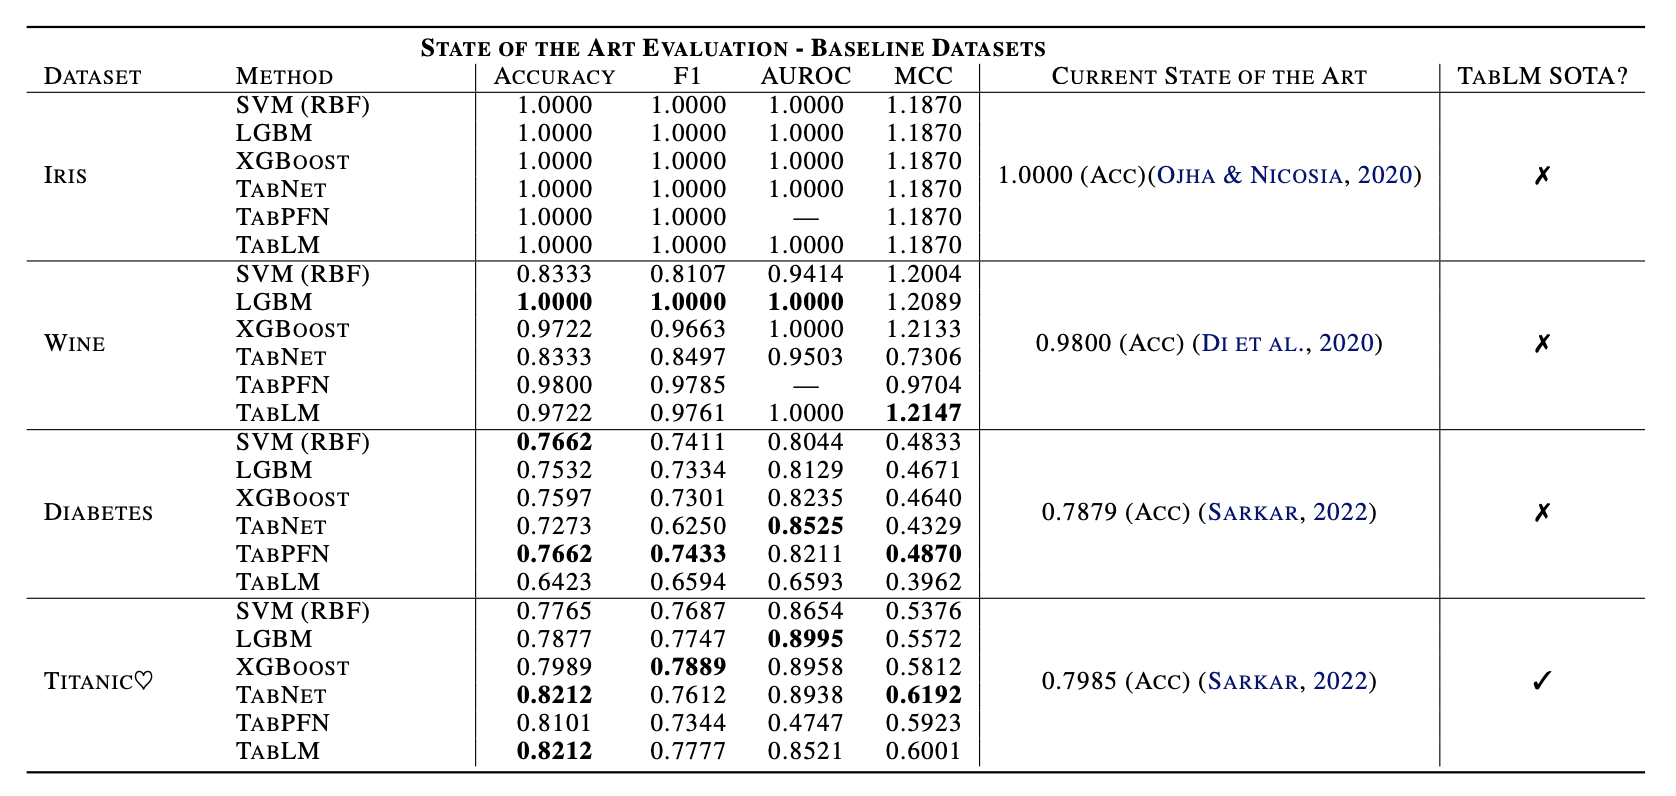 STATE OF THE ART EVALUATION - BASELINE DATASETS
DATASET METHOD ACCURACY F1 AUROC MCC CURRENT STATE OF THE ART TABLM SOTA?
SVM (RBF) 1.0000 1.0000 1.0000 1.1870
LGBM 1.0000 1.0000 1.0000 1.1870
XGBOOST 1.0000 1.0000 1.0000 1.1870
IRIS 1.0000 (ACC)(OJHA & NICOSIA, 2020) ✗
TABNET 1.0000 1.0000 1.0000 1.1870
TABPFN 1.0000 1.0000 — 1.1870
TABLM 1.0000 1.0000 1.0000 1.1870
SVM (RBF) 0.8333 0.8107 0.9414 1.2004
LGBM 1.0000 1.0000 1.0000 1.2089
XGBOOST 0.9722 0.9663 1.0000 1.2133
WINE 0.9800 (ACC) (DI ET AL., 2020) ✗
TABNET 0.8333 0.8497 0.9503 0.7306
TABPFN 0.9800 0.9785 — 0.9704
TABLM 0.9722 0.9761 1.0000 1.2147
SVM (RBF) 0.7662 0.7411 0.8044 0.4833
LGBM 0.7532 0.7334 0.8129 0.4671
XGBOOST 0.7597 0.7301 0.8235 0.4640
DIABETES 0.7879 (ACC) (SARKAR, 2022) ✗
TABNET 0.7273 0.6250 0.8525 0.4329
TABPFN 0.7662 0.7433 0.8211 0.4870
TABLM 0.6423 0.6594 0.6593 0.3962
SVM (RBF) 0.7765 0.7687 0.8654 0.5376
LGBM 0.7877 0.7747 0.8995 0.5572
XGBOOST 0.7989 0.7889 0.8958 0.5812
TITANIC♡ 0.7985 (ACC) (SARKAR, 2022) ✓
TABNET 0.8212 0.7612 0.8938 0.6192
TABPFN 0.8101 0.7344 0.4747 0.5923
TABLM 0.8212 0.7777 0.8521 0.6001